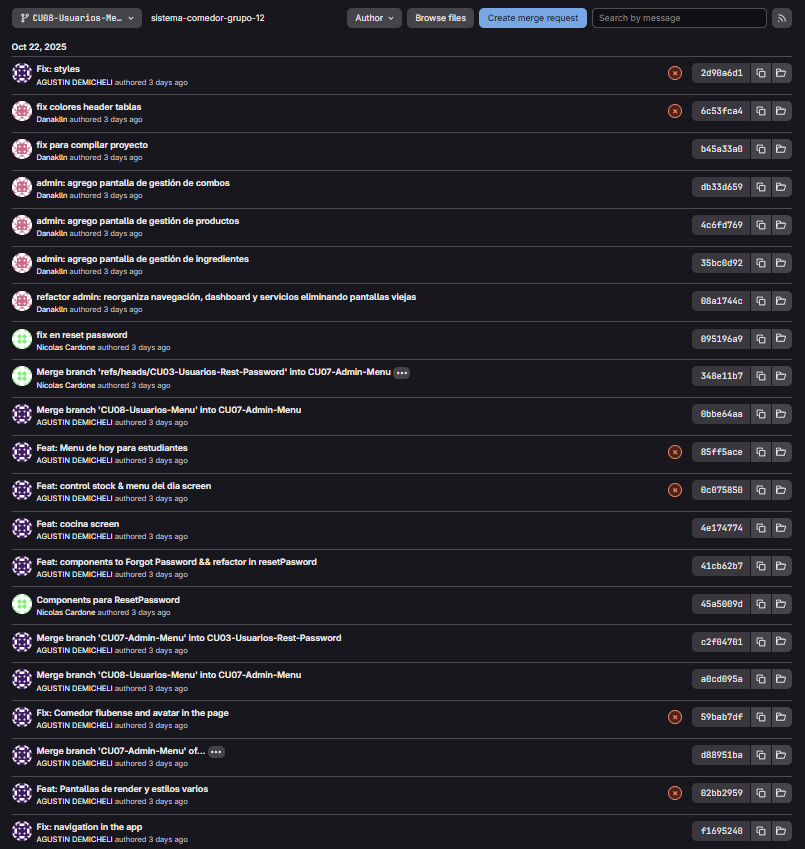 CU08-Usuarios-Me… sistema-comedor-grupo-12 Author Browse files Create merge request Search by message
Oct 22, 2025
Fix: styles
AGUSTIN DEMICHELI authored 3 days ago 2d90a6d1
fix colores header tablas
Danaklln authored 3 days ago 6c53fca4
fix para compilar proyecto
Danaklln authored 3 days ago b45a33a0
admin: agrego pantalla de gestión de combos
Danaklln authored 3 days ago db33d659
admin: agrego pantalla de gestión de productos
Danaklln authored 3 days ago 4c6fd769
admin: agrego pantalla de gestión de ingredientes
Danaklln authored 3 days ago 35bc0d92
refactor admin: reorganiza navegación, dashboard y servicios eliminando pantallas viejas
Danaklln authored 3 days ago 08a1744c
fix en reset password
Nicolas Cardone authored 3 days ago 095196a9
Merge branch 'refs/heads/CU03-Usuarios-Rest-Password' into CU07-Admin-Menu
Nicolas Cardone authored 3 days ago 348e11b7
Merge branch 'CU08-Usuarios-Menu' into CU07-Admin-Menu
AGUSTIN DEMICHELI authored 3 days ago 0bbe64aa
Feat: Menu de hoy para estudiantes
AGUSTIN DEMICHELI authored 3 days ago 85ff5ace
Feat: control stock & menu del dia screen
AGUSTIN DEMICHELI authored 3 days ago 0c075850
Feat: cocina screen
AGUSTIN DEMICHELI authored 3 days ago 4e174774
Feat: components to Forgot Password && refactor in resetPasword
AGUSTIN DEMICHELI authored 3 days ago 41cb62b7
Components para ResetPassword
Nicolas Cardone authored 3 days ago 45a5009d
Merge branch 'CU07-Admin-Menu' into CU03-Usuarios-Rest-Password
AGUSTIN DEMICHELI authored 3 days ago c2f04701
Merge branch 'CU08-Usuarios-Menu' into CU07-Admin-Menu
AGUSTIN DEMICHELI authored 3 days ago a0cd095a
Fix: Comedor fiubense and avatar in the page
AGUSTIN DEMICHELI authored 3 days ago 59bab7df
Merge branch 'CU07-Admin-Menu' of...
AGUSTIN DEMICHELI authored 3 days ago d88951ba
Feat: Pantallas de render y estilos varios
AGUSTIN DEMICHELI authored 3 days ago 02bb2959
Fix: navigation in the app
AGUSTIN DEMICHELI authored 3 days ago f1695240